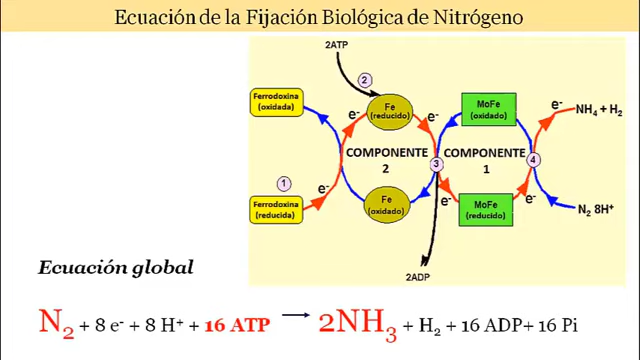 Ecuación de la Fijación Biológica de Nitrógeno
2ATP
2
Ferrodoxina
(oxidada)
e-
Fe
(reducido)
e-
MoFe
(oxidado)
e-
NH4 + H2
COMPONENTE
2
3
COMPONENTE
1
4
1
e-
Ferrodoxina
(reducida)
Fe
(oxidado)
e-
MoFe
(reducido)
e-
N2 8H+
2ADP
Ecuación global
N2 + 8 e- + 8 H+ + 16 ATP → 2NH3 + H2 + 16 ADP+ 16 Pi